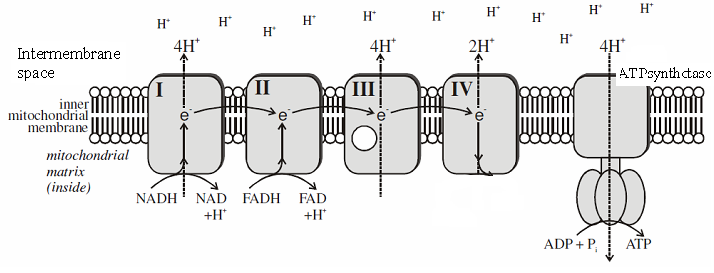 H⁺ H⁺ H⁺ H⁺ H⁺ H⁺ H⁺ H⁺ H⁺ H⁺ H⁺
Intermembrane
space
4H⁺ 4H⁺ 2H⁺ 4H⁺
I II III IV ATPsynthctase
inner
mitochondrial
membrane
e⁻ e⁻ e⁻ e⁻
mitochondrial
matrix
(inside)
NADH NAD
+H⁺
FADH FAD
+H⁺
ADP + Pᵢ ATP